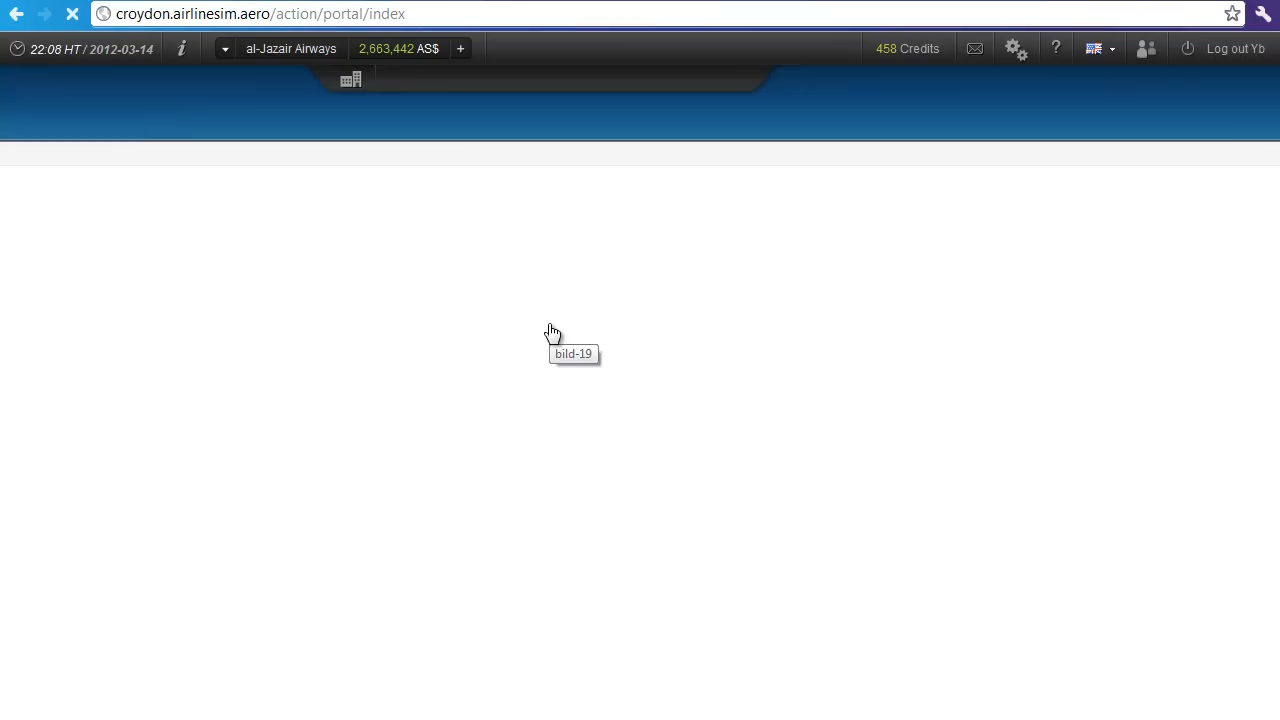 croydon.airlinesim.aero/action/portal/index
22:08 HT / 2012-03-14 i al-Jazair Airways 2,663,442 AS$ + 458 Credits ? Log out Yb
bild-19